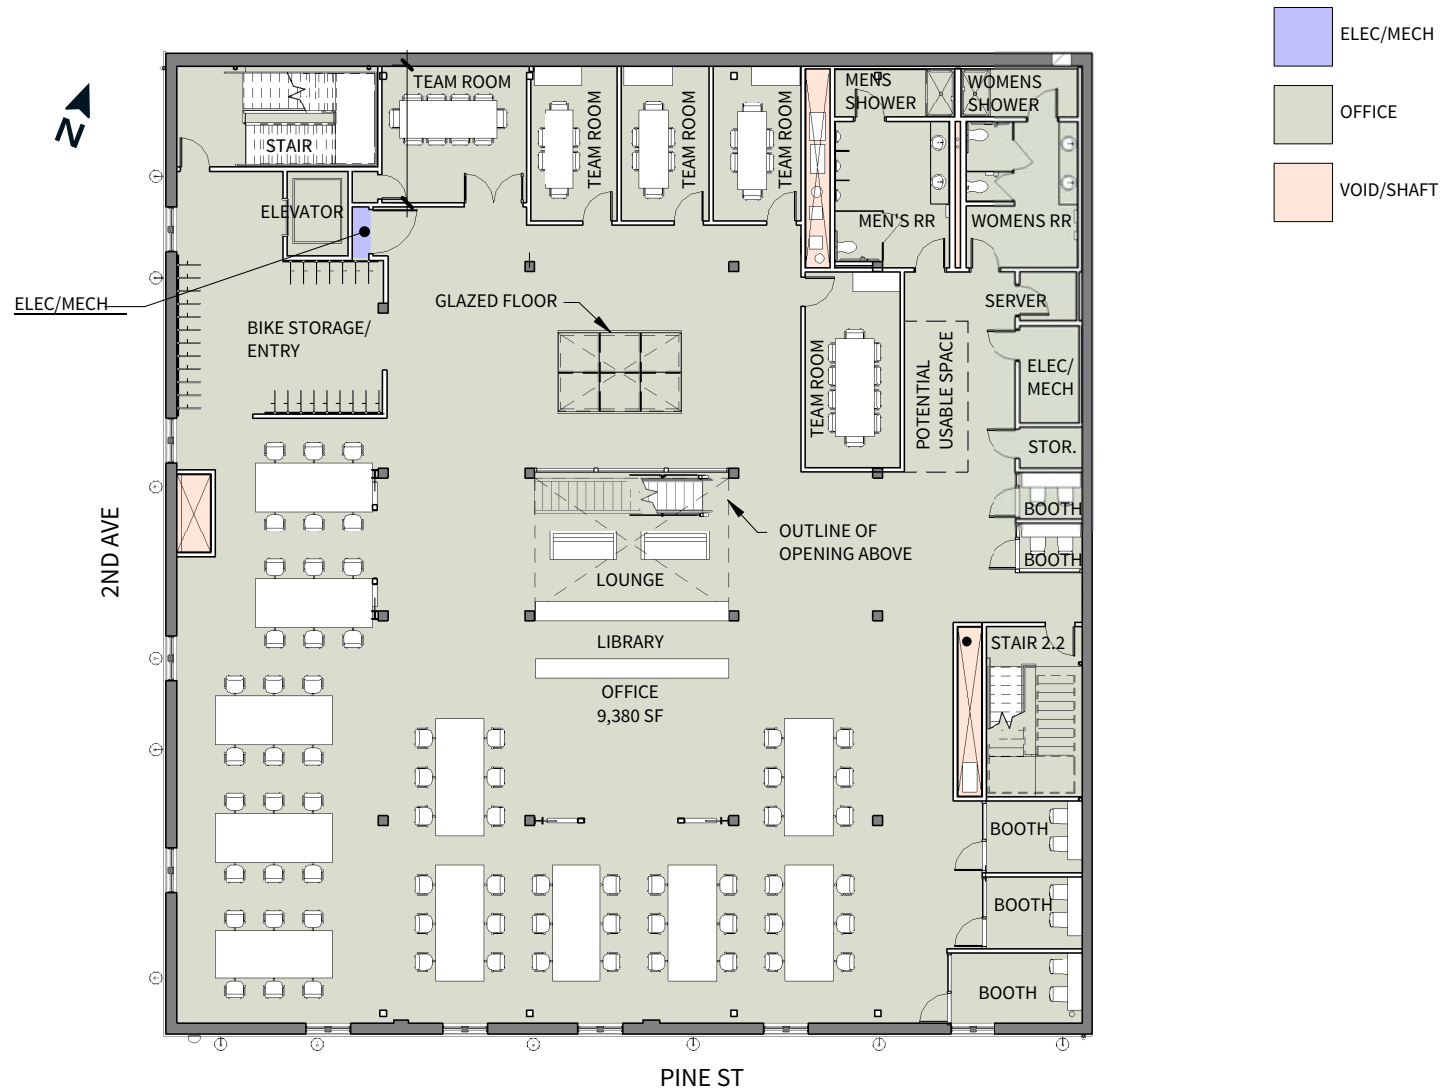 ELEC/MECH
OFFICE
VOID/SHAFT
N
TEAM ROOM
TEAM ROOM
TEAM ROOM
TEAM ROOM
MENS
SHOWER
WOMENS
SHOWER
STAIR
ELEVATOR
MEN'S RR
WOMENS RR
ELEC/MECH
GLAZED FLOOR
SERVER
BIKE STORAGE/
ENTRY
TEAM ROOM
POTENTIAL
USABLE SPACE
ELEC/
MECH
STOR.
BOOTH
BOOTH
OUTLINE OF
OPENING ABOVE
2ND AVE
LOUNGE
LIBRARY
STAIR 2.2
OFFICE
9,380 SF
BOOTH
BOOTH
BOOTH
PINE ST